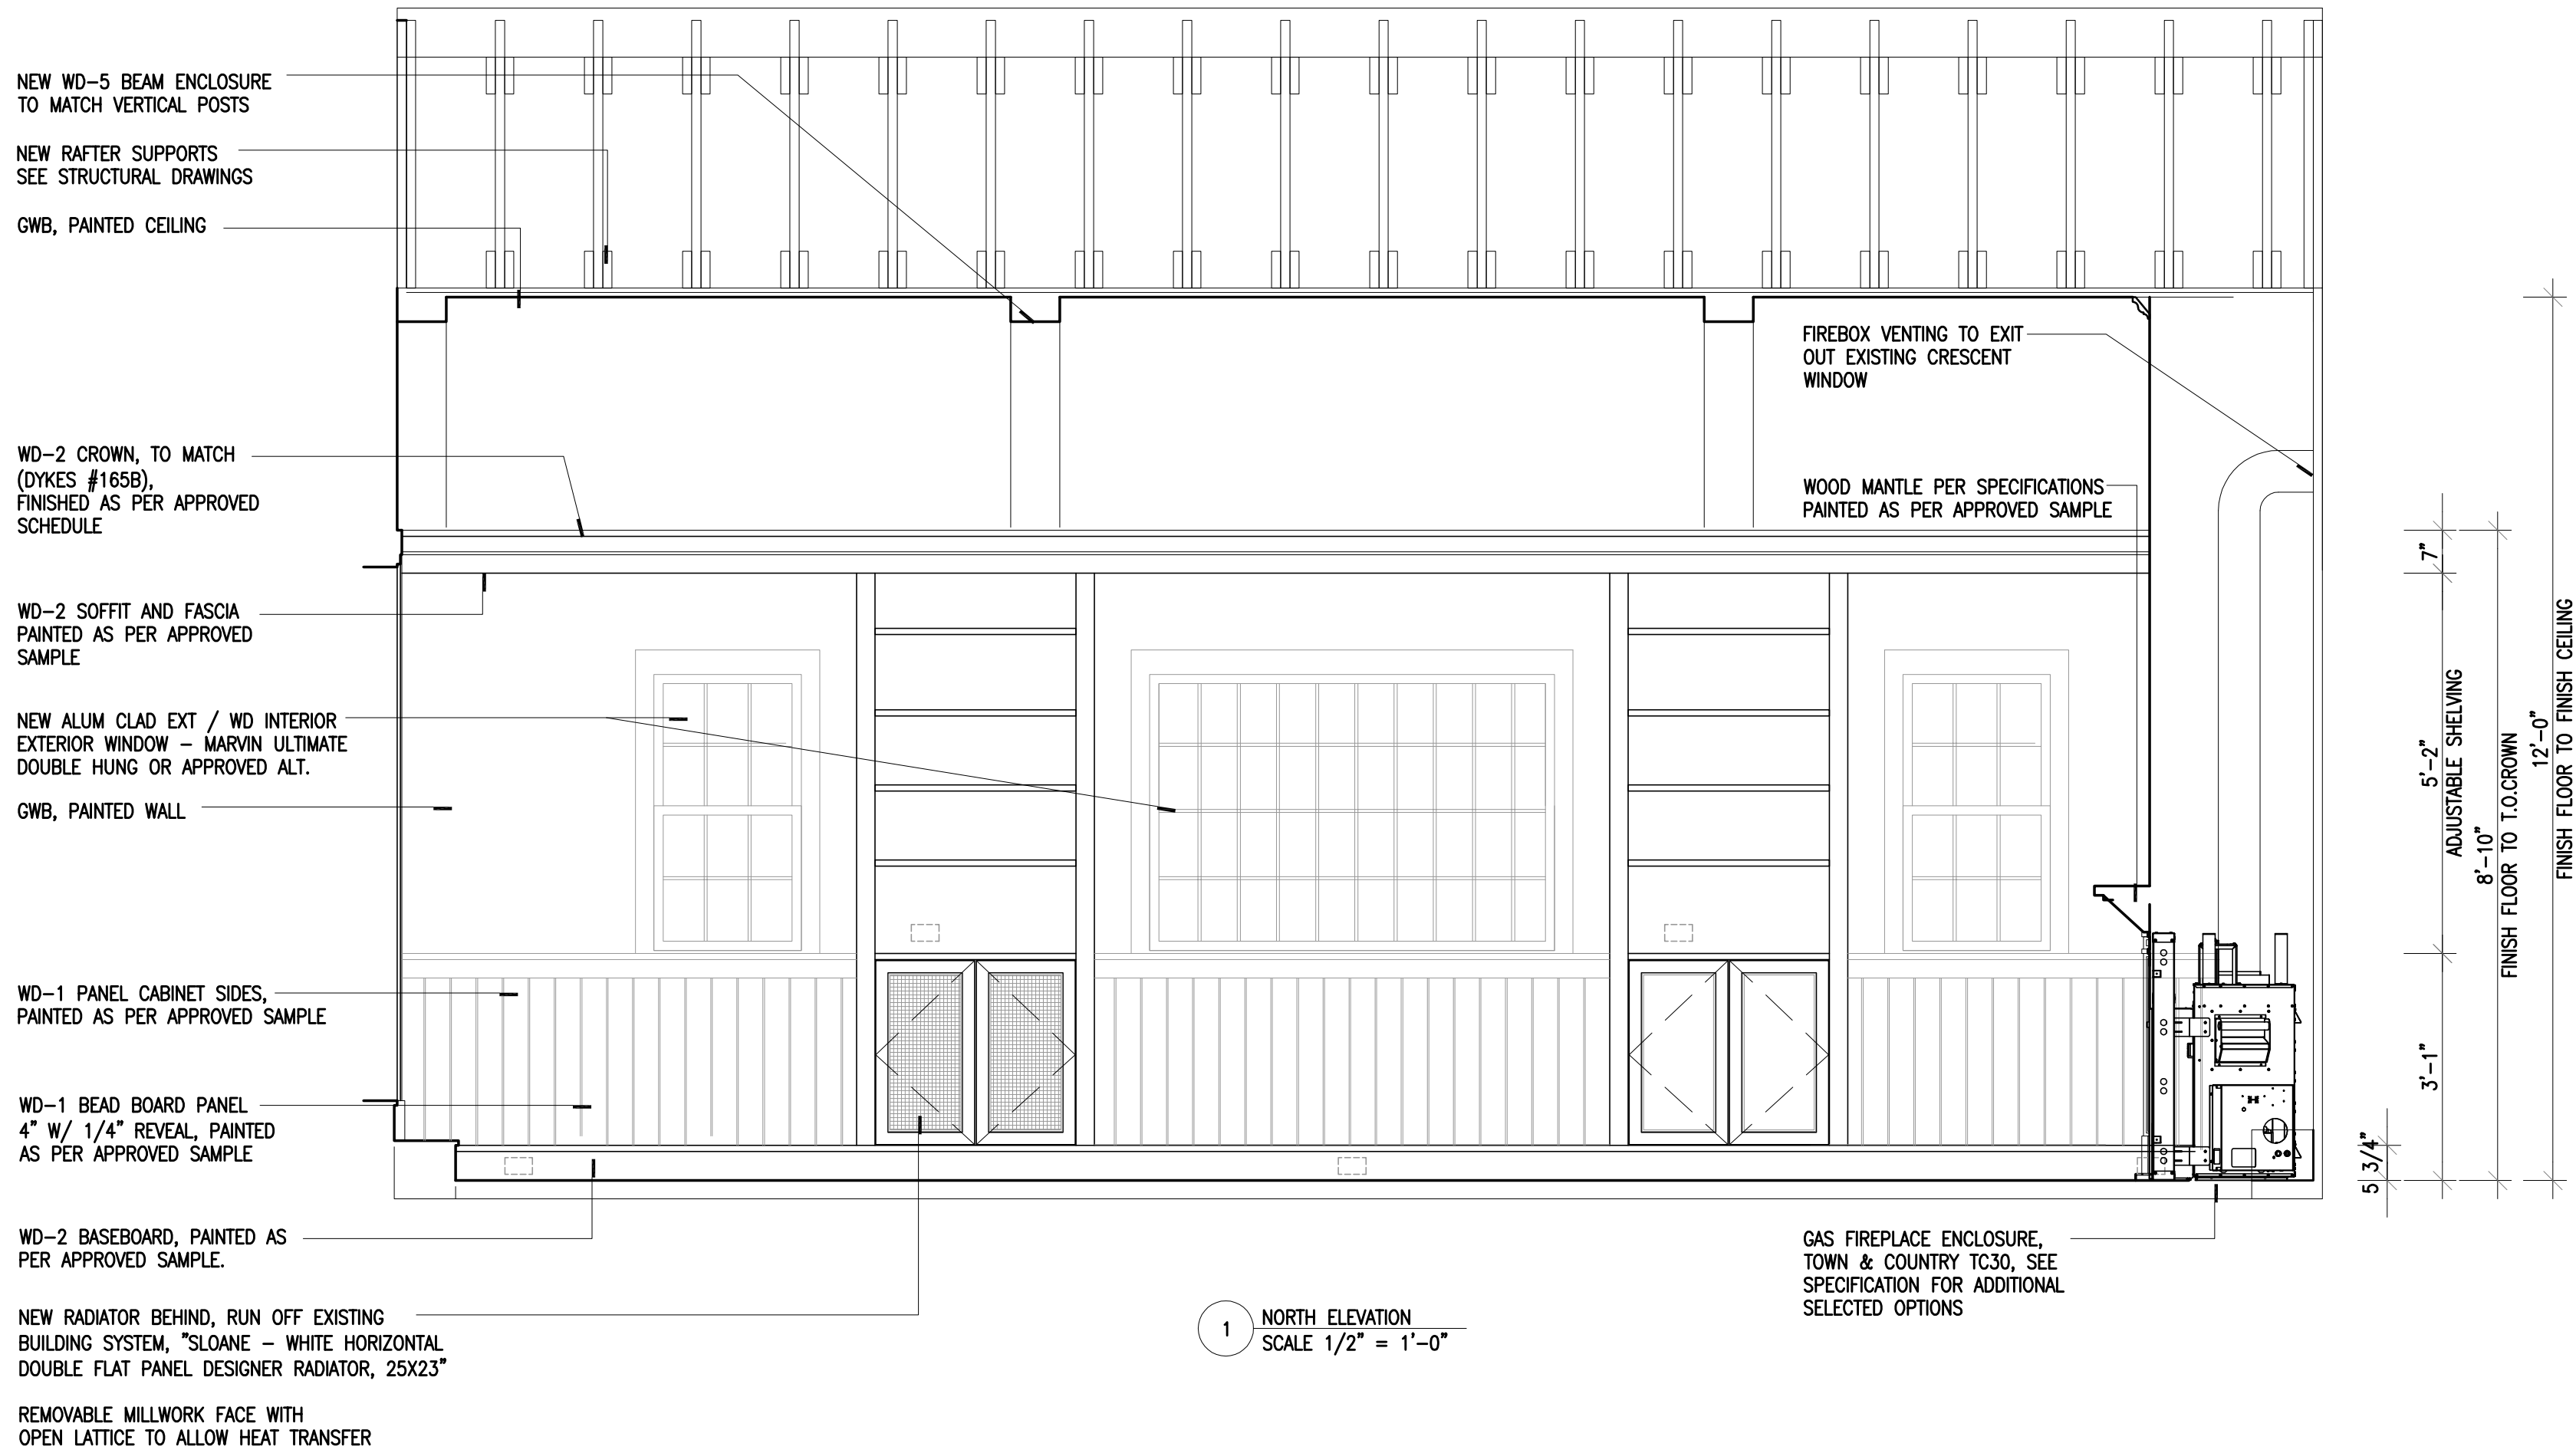 NEW WD-5 BEAM ENCLOSURE
TO MATCH VERTICAL POSTS
NEW RAFTER SUPPORTS
SEE STRUCTURAL DRAWINGS
GWB, PAINTED CEILING
WD-2 CROWN, TO MATCH
(DYKES #165B),
FINISHED AS PER APPROVED
SCHEDULE
WD-2 SOFFIT AND FASCIA
PAINTED AS PER APPROVED
SAMPLE
NEW ALUM CLAD EXT / WD INTERIOR
EXTERIOR WINDOW - MARVIN ULTIMATE
DOUBLE HUNG OR APPROVED ALT.
GWB, PAINTED WALL
WD-1 PANEL CABINET SIDES,
PAINTED AS PER APPROVED SAMPLE
WD-1 BEAD BOARD PANEL
4" W/ 1/4" REVEAL, PAINTED
AS PER APPROVED SAMPLE
WD-2 BASEBOARD, PAINTED AS
PER APPROVED SAMPLE.
NEW RADIATOR BEHIND, RUN OFF EXISTING
BUILDING SYSTEM, "SLOANE - WHITE HORIZONTAL
DOUBLE FLAT PANEL DESIGNER RADIATOR, 25X23"
REMOVABLE MILLWORK FACE WITH
OPEN LATTICE TO ALLOW HEAT TRANSFER
FIREBOX VENTING TO EXIT
OUT EXISTING CRESCENT
WINDOW
WOOD MANTLE PER SPECIFICATIONS
PAINTED AS PER APPROVED SAMPLE
GAS FIREPLACE ENCLOSURE,
TOWN & COUNTRY TC30, SEE
SPECIFICATION FOR ADDITIONAL
SELECTED OPTIONS
1
NORTH ELEVATION
SCALE 1/2" = 1'-0"
5 3/4"
7"
5'-2"
ADJUSTABLE SHELVING
3'-1"
8'-10"
FINISH FLOOR TO T.O.CROWN
12'-0"
FINISH FLOOR TO FINISH CEILING